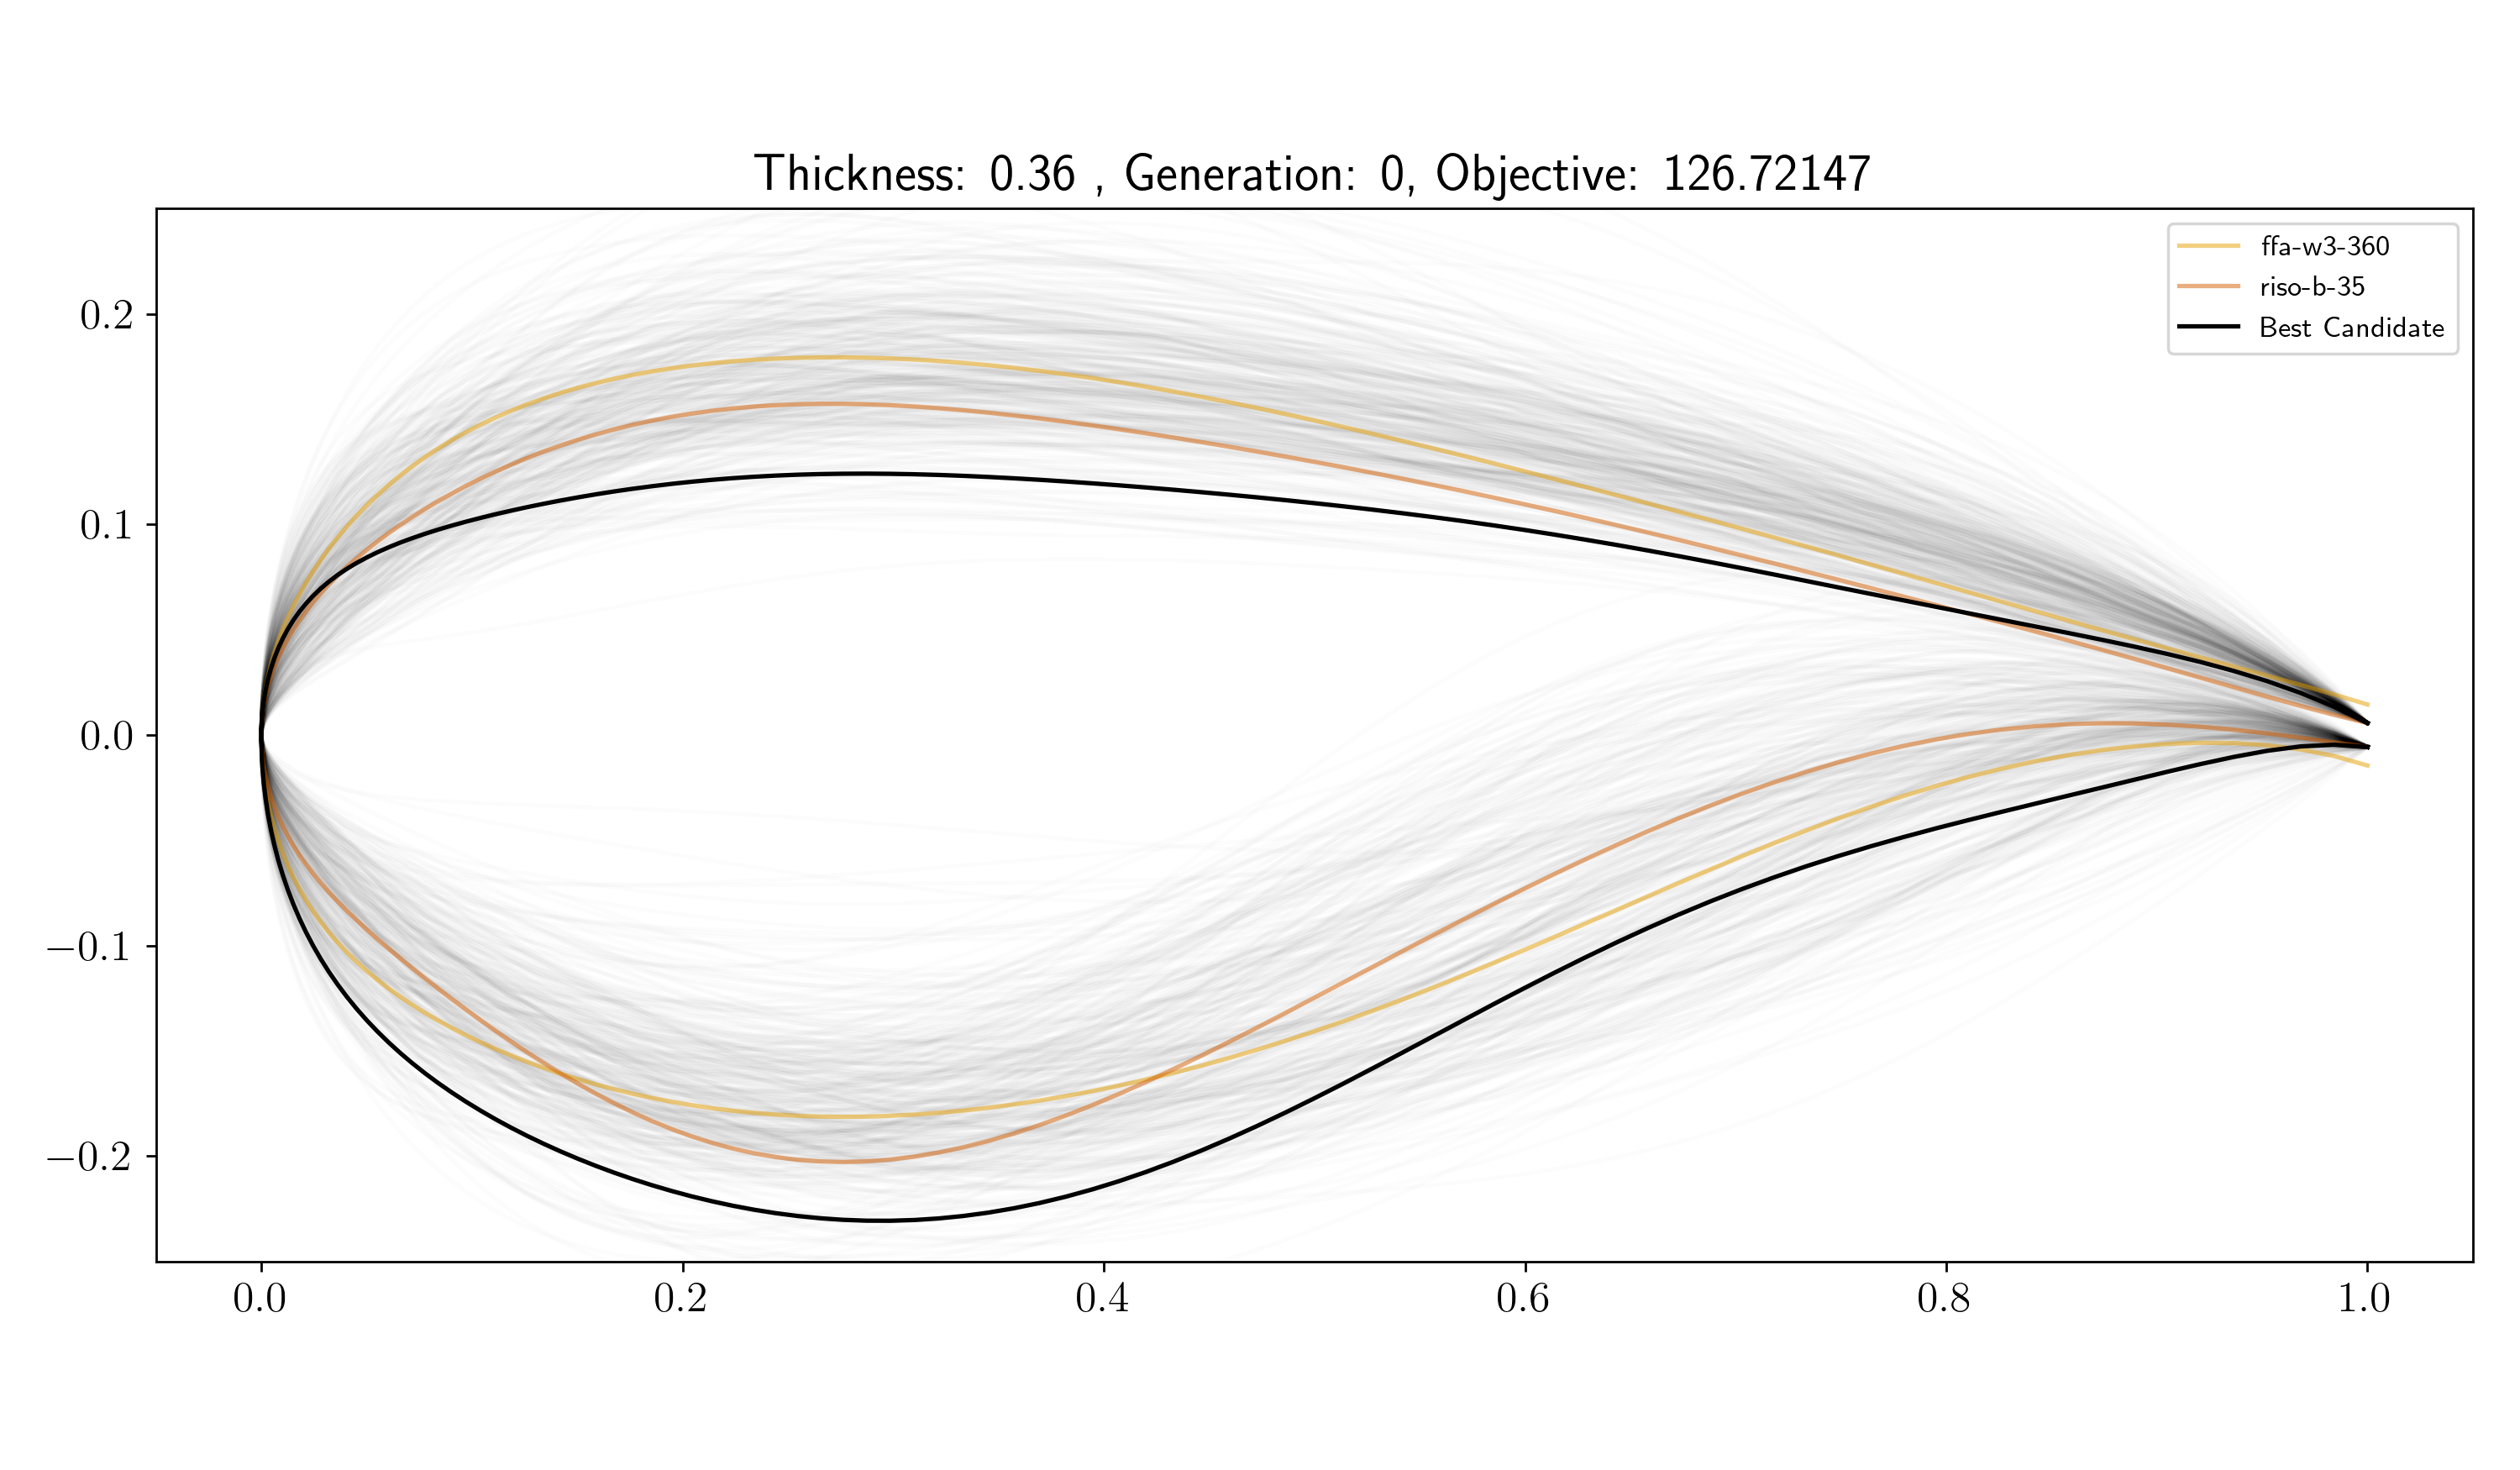 Thickness: 0.36 , Generation: 0, Objective: 126.72147
ffa-w3-360
riso-b-35
Best Candidate
0.2
0.1
0.0
−0.1
−0.2
0.0 0.2 0.4 0.6 0.8 1.0